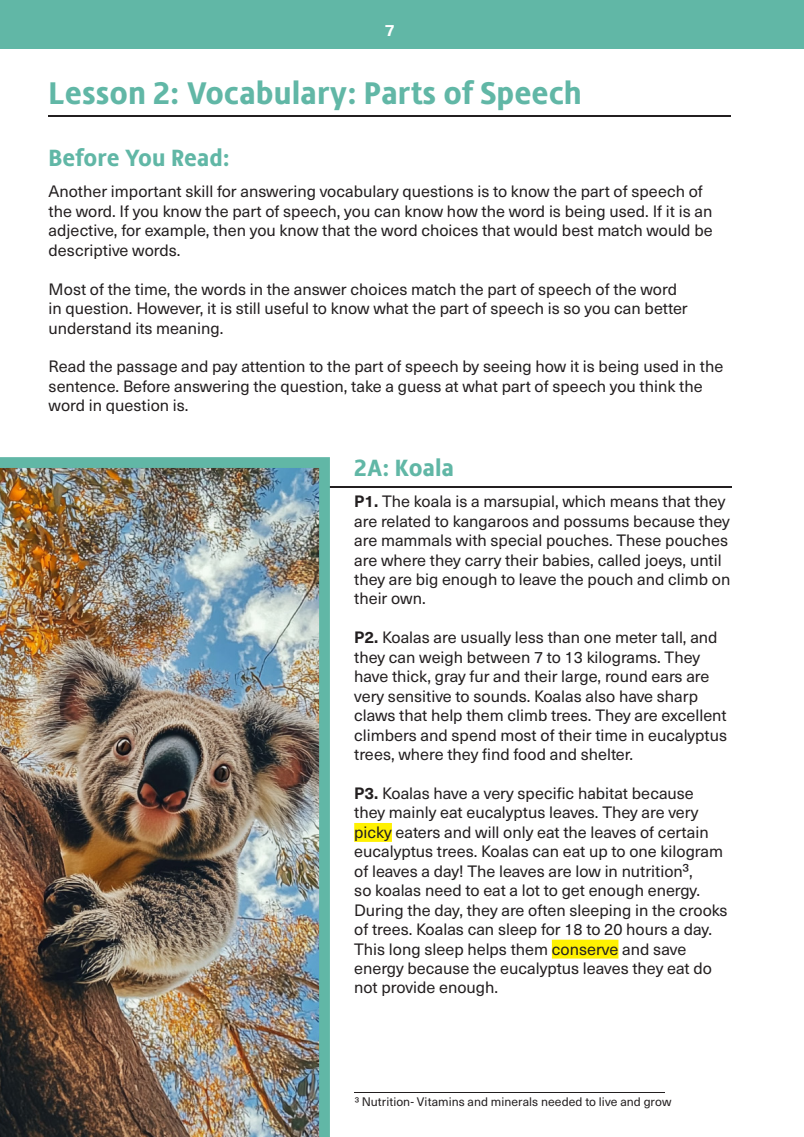 7
Lesson 2: Vocabulary: Parts of Speech
Before You Read:
Another important skill for answering vocabulary questions is to know the part of speech of
the word. If you know the part of speech, you can know how the word is being used. If it is an
adjective, for example, then you know that the word choices that would best match would be
descriptive words.
Most of the time, the words in the answer choices match the part of speech of the word
in question. However, it is still useful to know what the part of speech is so you can better
understand its meaning.
Read the passage and pay attention to the part of speech by seeing how it is being used in the
sentence. Before answering the question, take a guess at what part of speech you think the
word in question is.
2A: Koala
P1. The koala is a marsupial, which means that they
are related to kangaroos and possums because they
are mammals with special pouches. These pouches
are where they carry their babies, called joeys, until
they are big enough to leave the pouch and climb on
their own.
P2. Koalas are usually less than one meter tall, and
they can weigh between 7 to 13 kilograms. They
have thick, gray fur and their large, round ears are
very sensitive to sounds. Koalas also have sharp
claws that help them climb trees. They are excellent
climbers and spend most of their time in eucalyptus
trees, where they find food and shelter.
P3. Koalas have a very specific habitat because
they mainly eat eucalyptus leaves. They are very
picky eaters and will only eat the leaves of certain
eucalyptus trees. Koalas can eat up to one kilogram
of leaves a day! The leaves are low in nutrition³,
so koalas need to eat a lot to get enough energy.
During the day, they are often sleeping in the crooks
of trees. Koalas can sleep for 18 to 20 hours a day.
This long sleep helps them conserve and save
energy because the eucalyptus leaves they eat do
not provide enough.
³ Nutrition- Vitamins and minerals needed to live and grow